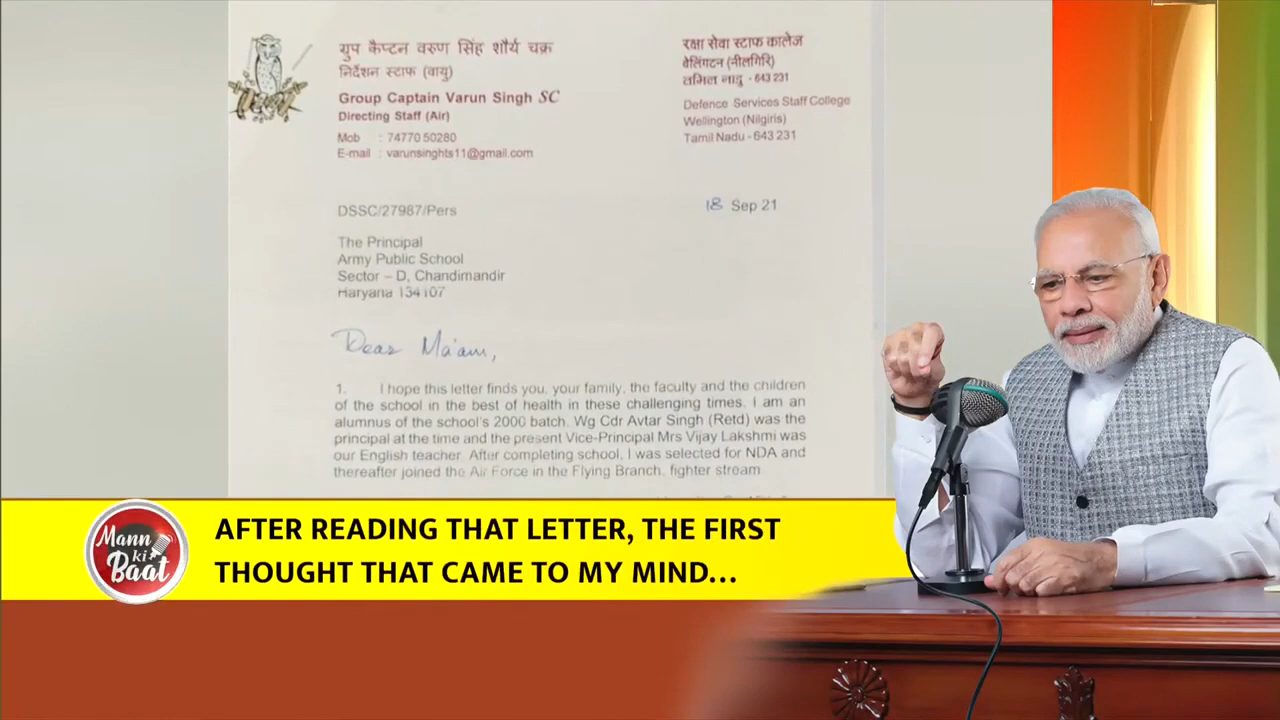 ग्रुप कैप्टन वरुण सिंह शौर्य चक्र
निर्देशन स्टाफ (वायु)
Group Captain Varun Singh SC
Directing Staff (Air)
Mob : 74770 50280
E-mail : varunsinghts11@gmail.com
रक्षा सेवा स्टाफ कालेज
वेलिंगटन (नीलगिरि)
तमिल नाडु - 643 231
Defence Services Staff College
Wellington (Nilgiris)
Tamil Nadu - 643 231
DSSC/27987/Pers
18 Sep 21
The Principal
Army Public School
Sector – D, Chandimandir
Haryana 134107
Dear Ma'am,
1. I hope this letter finds you, your family, the faculty and the children
of the school in the best of health in these challenging times. I am an
alumnus of the school's 2000 batch. Wg Cdr Avtar Singh (Retd) was the
principal at the time and the present Vice-Principal Mrs Vijay Lakshmi was
our English teacher. After completing school, I was selected for NDA and
thereafter joined the Air Force in the Flying Branch, fighter stream
Mann
ki
Baat
AFTER READING THAT LETTER, THE FIRST
THOUGHT THAT CAME TO MY MIND...